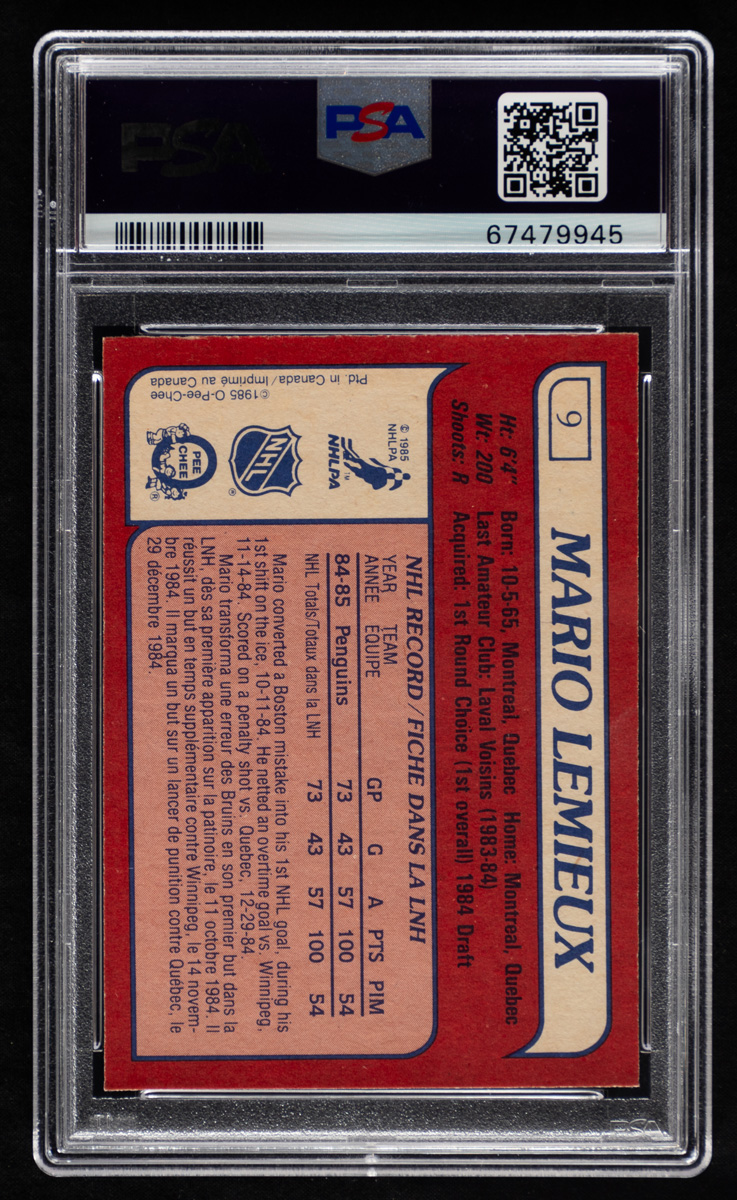 PSA
PSA
67479945
9
MARIO LEMIEUX
Ht: 6'4" Born: 10-5-65, Montreal, Quebec Home: Montreal, Quebec
Wt: 200 Last Amateur Club: Laval Voisins (1983-84)
Shoots: R Acquired: 1st Round Choice (1st overall) 1984 Draft
NHL RECORD/FICHE DANS LA LNH
YEAR TEAM
ANNÉE ÉQUIPE GP G A PTS PIM
84-85 Penguins 73 43 57 100 54
NHL Totals/Totaux dans la LNH 73 43 57 100 54
Mario converted a Boston mistake into his 1st NHL goal, during his
1st shift on the ice, 10-11-84. He netted an overtime goal vs. Winnipeg,
11-14-84. Scored on a penalty shot vs. Quebec, 12-29-84.
Mario transforma une erreur des Bruins en son premier but dans la
LNH, dès sa première apparition sur la patinoire, le 11 octobre 1984. Il
réussit un but en temps supplémentaire contre Winnipeg, le 14 novem-
bre 1984. Il marqua un but sur un lancer de punition contre Québec, le
29 décembre 1984.
© 1985
NHLPA
NHLPA
TM
NHL
®
O
PEE
CHEE
®
©1985 O-Pee-Chee
Ptd. in Canada/Imprimé au Canada
PSA